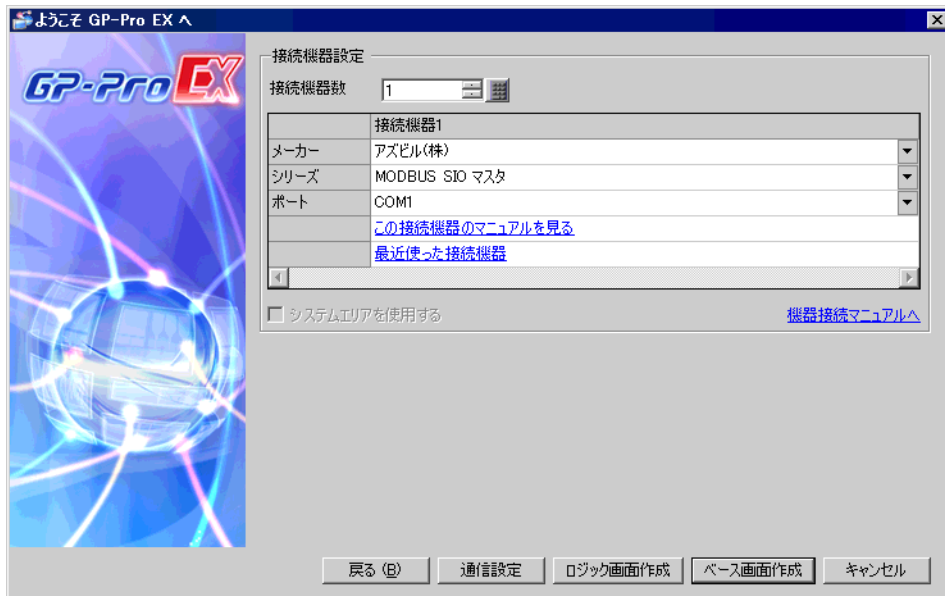 ようこそ GP-Pro EX へ
GP-Pro EX
接続機器設定
接続機器数 1
接続機器1
メーカー アズビル(株)
シリーズ MODBUS SIO マスタ
ポート COM1
この接続機器のマニュアルを見る
最近使った接続機器
システムエリアを使用する 機器接続マニュアルへ
戻る (B) 通信設定 ロジック画面作成 ベース画面作成 キャンセル